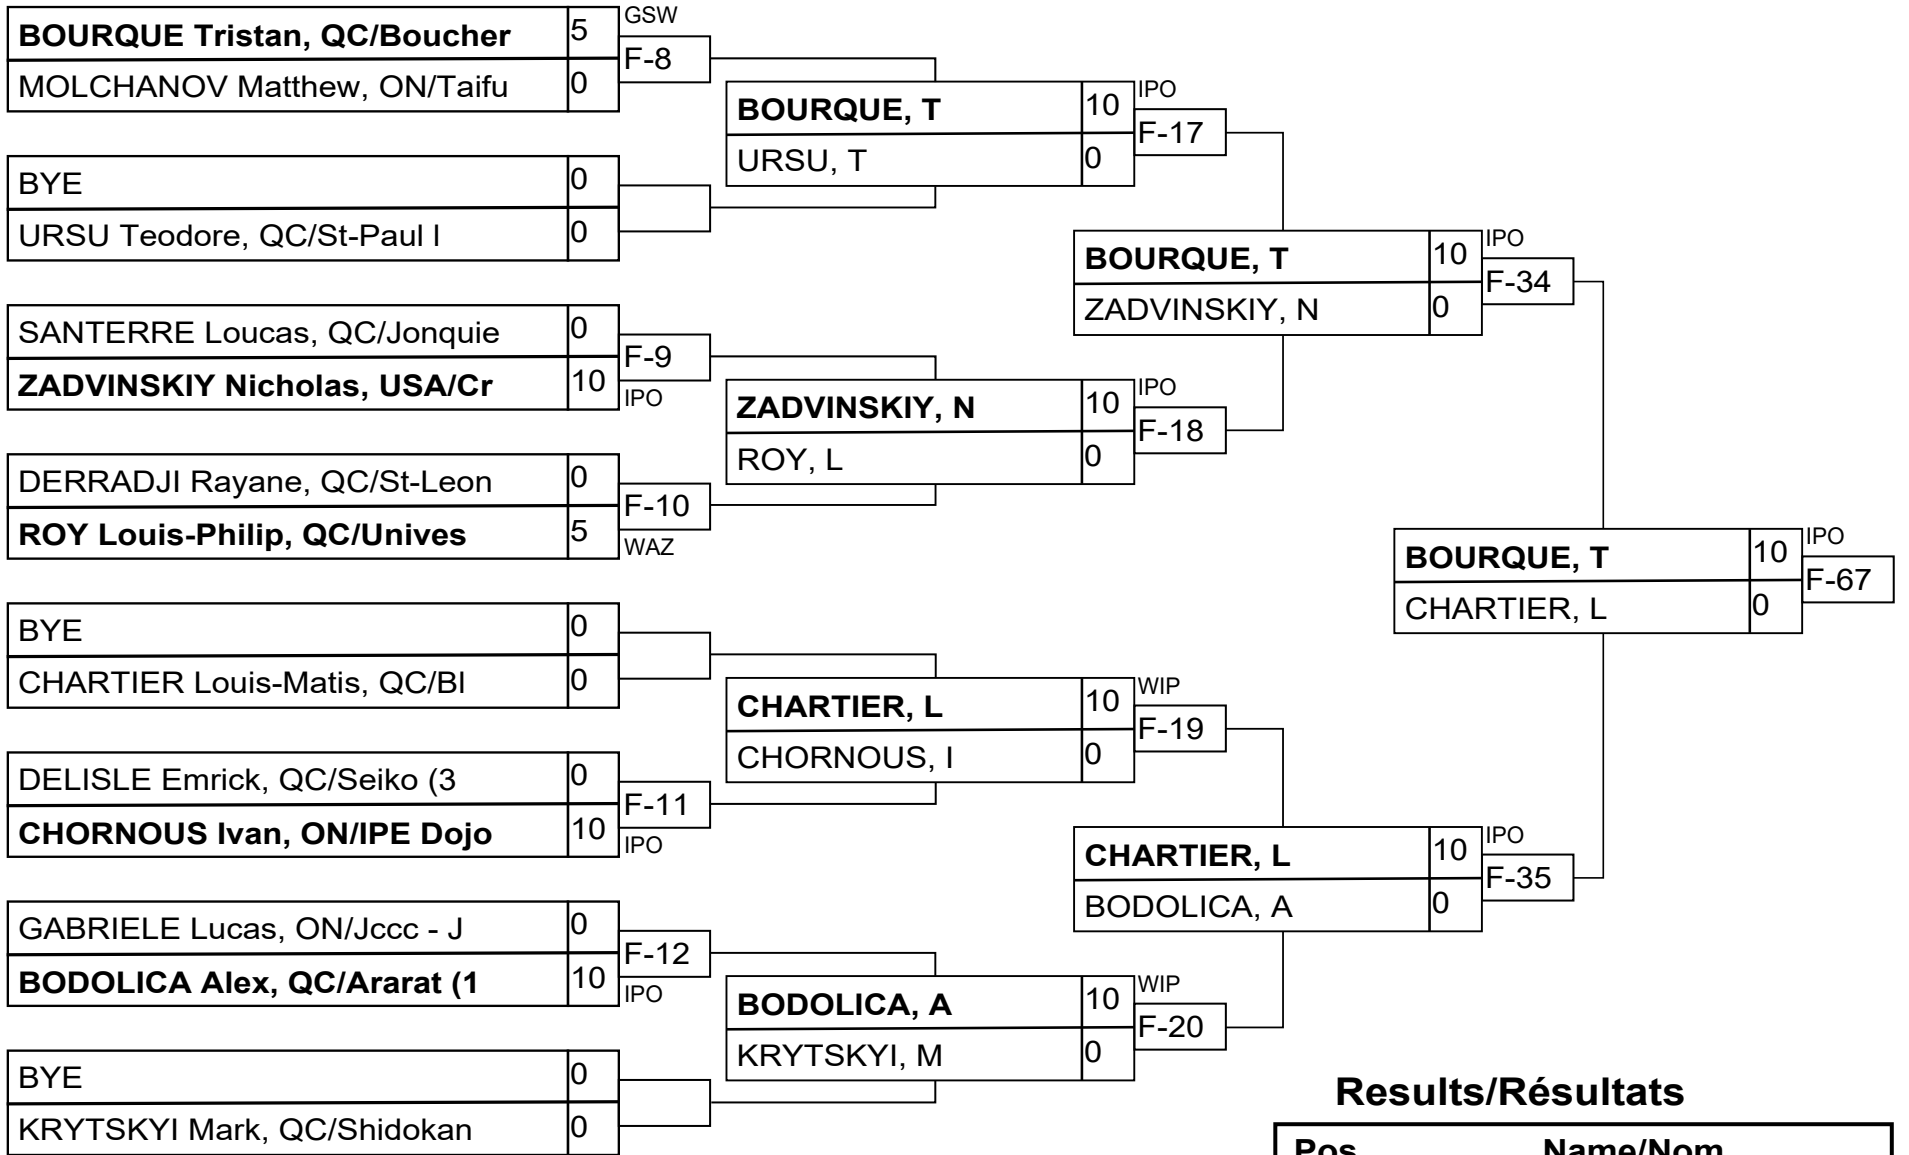 BOURQUE Tristan, QC/Boucher 5 GSW
F-8
MOLCHANOV Matthew, ON/Taifu 0
BYE 0
URSU Teodore, QC/St-Paul l 0
SANTERRE Loucas, QC/Jonquie 0
F-9
ZADVINSKIY Nicholas, USA/Cr 10 IPO
DERRADJI Rayane, QC/St-Leon 0
F-10
ROY Louis-Philip, QC/Unives 5 WAZ
BYE 0
CHARTIER Louis-Matis, QC/Bl 0
DELISLE Emrick, QC/Seiko (3 0
F-11
CHORNOUS Ivan, ON/IPE Dojo 10 IPO
GABRIELE Lucas, ON/Jccc - J 0
F-12
BODOLICA Alex, QC/Ararat (1 10 IPO
BYE 0
KRYTSKYI Mark, QC/Shidokan 0
BOURQUE, T 10 IPO
F-17
URSU, T 0
ZADVINSKIY, N 10 IPO
F-18
ROY, L 0
CHARTIER, L 10 WIP
F-19
CHORNOUS, I 0
BODOLICA, A 10 WIP
F-20
KRYTSKYI, M 0
BOURQUE, T 10 IPO
F-34
ZADVINSKIY, N 0
CHARTIER, L 10 IPO
F-35
BODOLICA, A 0
BOURQUE, T 10 IPO
F-67
CHARTIER, L 0
Results/Résultats
Pos Name/Nom